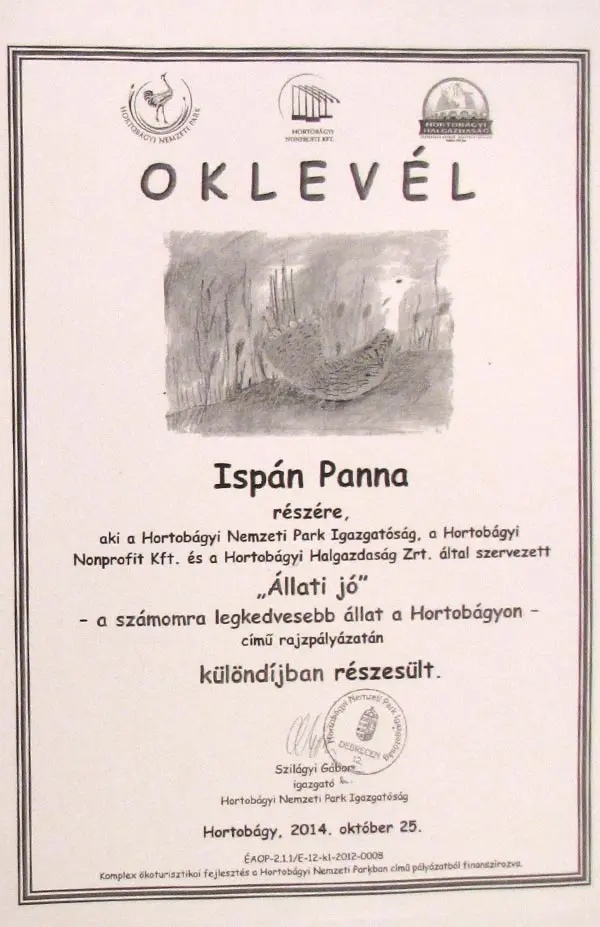 HORTOBÁGYI NEMZETI PARK
HORTOBÁGYI
NONPROFIT KFT.
HORTOBÁGYI
HALGAZDASÁG
OKLEVÉL
Ispán Panna
részére,
aki a Hortobágyi Nemzeti Park Igazgatóság, a Hortobágyi
Nonprofit Kft. és a Hortobágyi Halgazdaság Zrt. által szervezett
„Állati jó”
– a számomra legkedvesebb állat a Hortobágyon –
című rajzpályázatán
különdíjban részesült.
Hortobágyi Nemzeti Park Igazgatóság
DEBRECEN
12.
Szilágyi Gábor
igazgató
Hortobágyi Nemzeti Park Igazgatóság
Hortobágy, 2014. október 25.
ÉAOP-2.1.1/E-12-k1-2012-0008
Komplex ökoturisztikai fejlesztés a Hortobágyi Nemzeti Parkban című pályázatból finanszírozva.